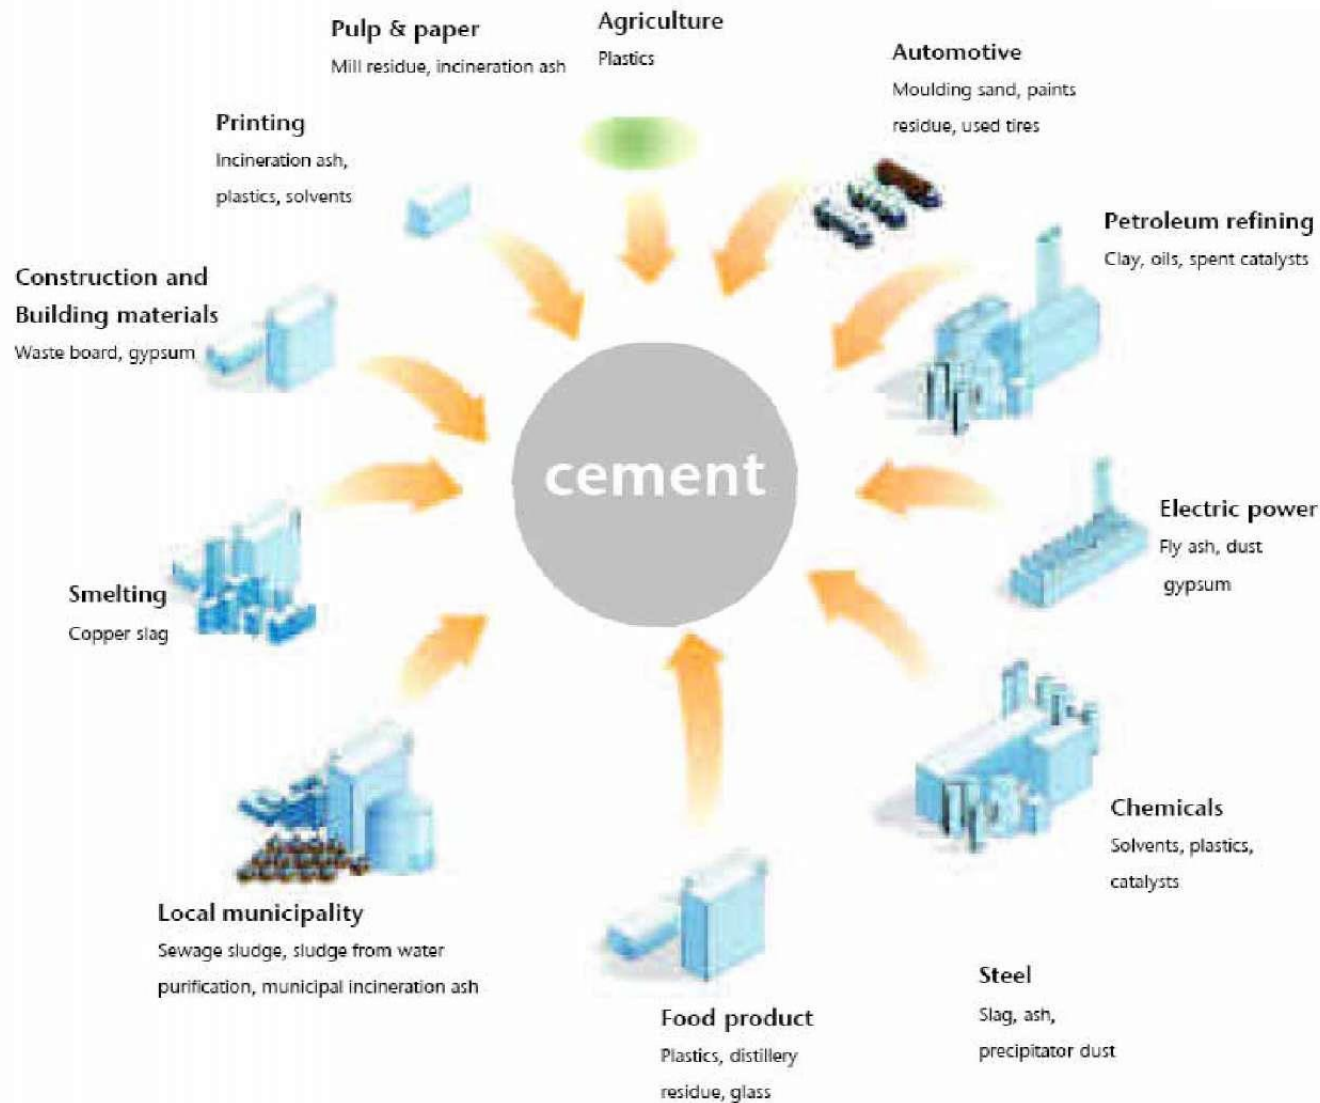 Pulp & paper
Mill residue, incineration ash
Agriculture
Plastics
Automotive
Moulding sand, paints
residue, used tires
Printing
Incineration ash,
plastics, solvents
Petroleum refining
Clay, oils, spent catalysts
Construction and
Building materials
Waste board, gypsum
cement
Electric power
Fly ash, dust
gypsum
Smelting
Copper slag
Chemicals
Solvents, plastics,
catalysts
Local municipality
Sewage sludge, sludge from water
purification, municipal incineration ash
Steel
Slag, ash,
precipitator dust
Food product
Plastics, distillery
residue, glass